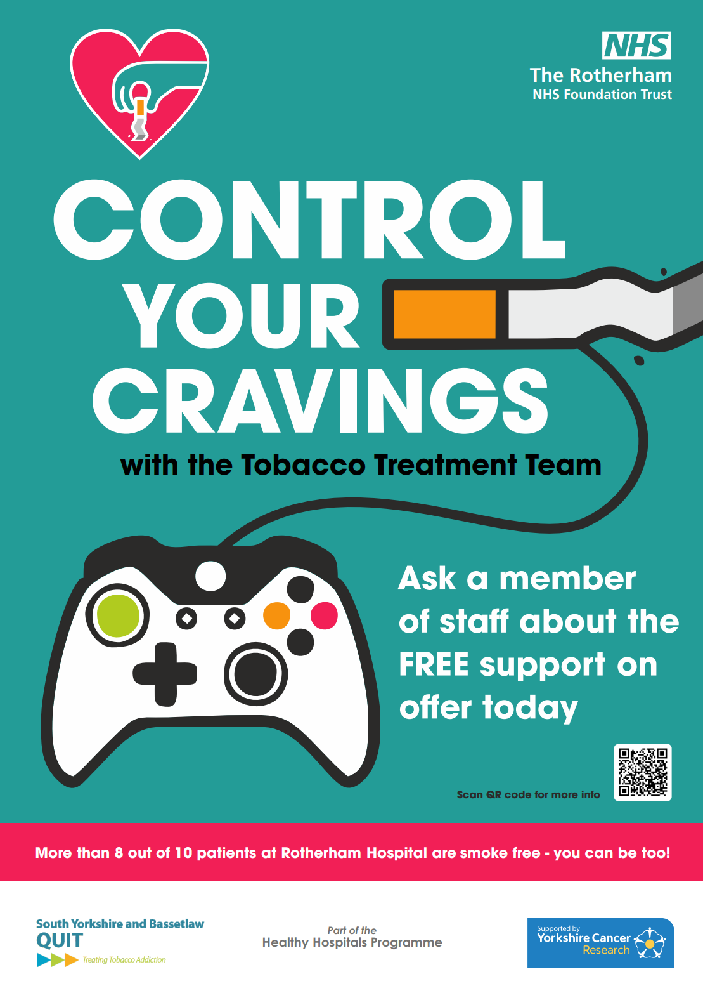 NHS
The Rotherham
NHS Foundation Trust
CONTROL
YOUR
CRAVINGS
with the Tobacco Treatment Team
Ask a member
of staff about the
FREE support on
offer today
Scan QR code for more info
More than 8 out of 10 patients at Rotherham Hospital are smoke free - you can be too!
South Yorkshire and Bassetlaw
QUIT
Treating Tobacco Addiction
Part of the
Healthy Hospitals Programme
Supported by
Yorkshire Cancer
Research